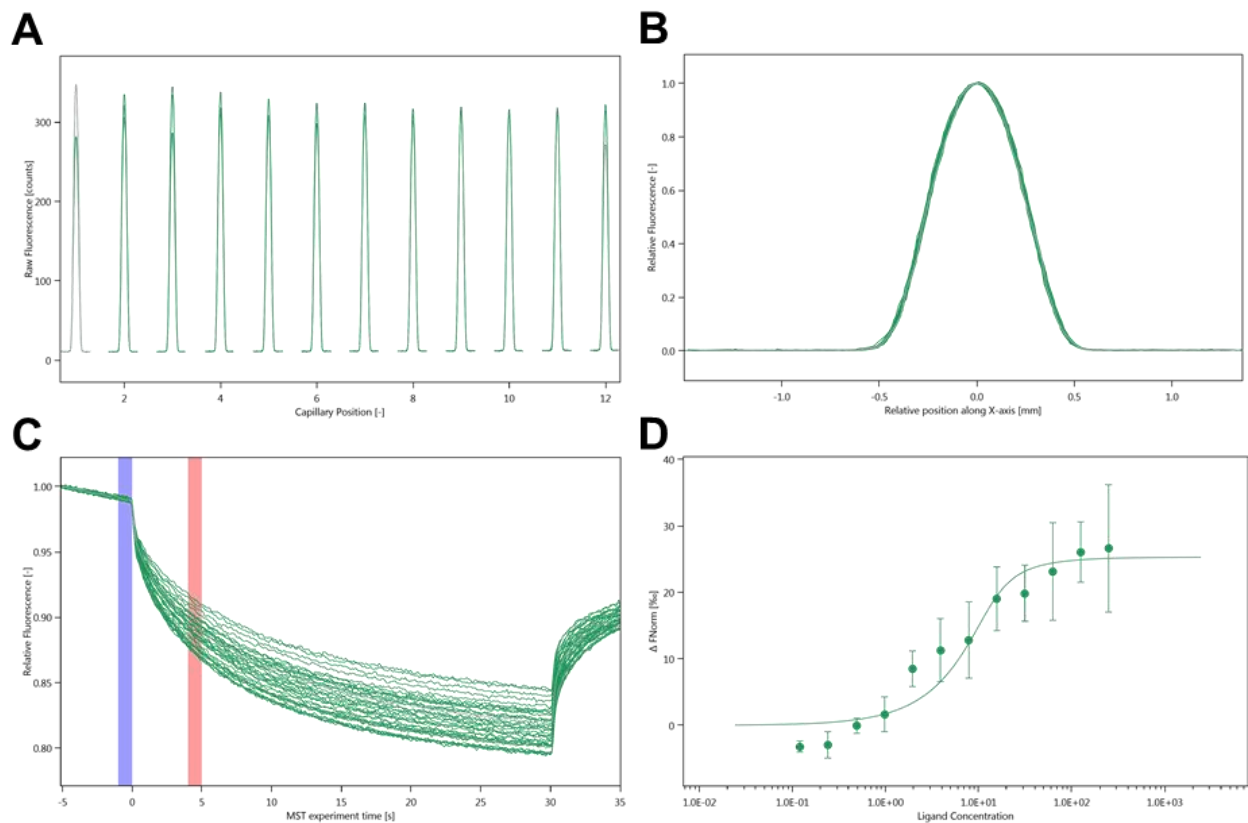 A
B
Raw Fluorescence [counts]
300
200
100
0
2
4
6
8
10
12
Capillary Position [-]
Relative Fluorescence [-]
1.0
0.8
0.6
0.4
0.2
0.0
-1.0
-0.5
0.0
0.5
1.0
Relative position along X-axis [mm]
C
D
Relative Fluorescence [-]
1.00
0.95
0.90
0.85
0.80
-5
0
5
10
15
20
25
30
35
MST experiment time [s]
Δ FNorm [‰]
40
30
20
10
0
1.0E-02
1.0E-01
1.0E+00
1.0E+01
1.0E+02
1.0E+03
Ligand Concentration